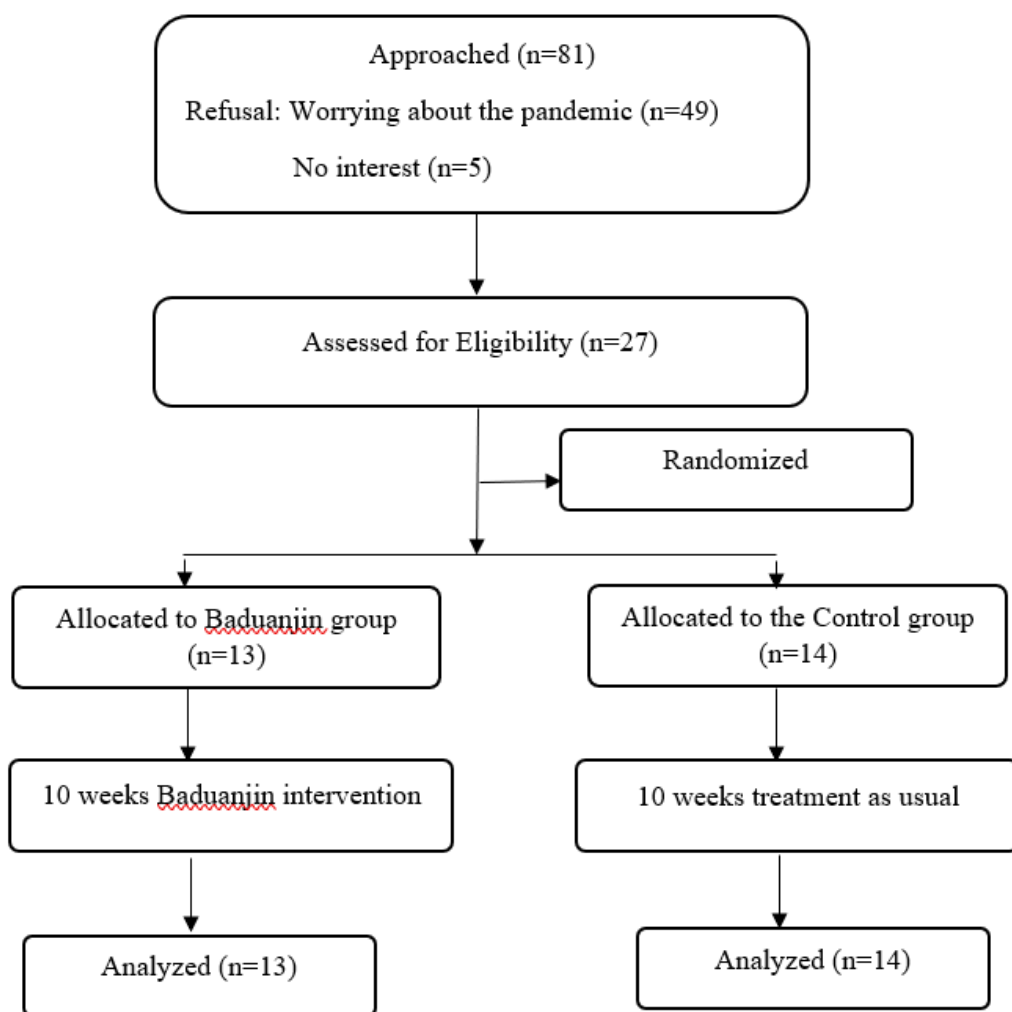 Approached (n=81)
Refusal: Worrying about the pandemic (n=49)
No interest (n=5)
Assessed for Eligibility (n=27)
Randomized
Allocated to Baduanjin group
(n=13)
Allocated to the Control group
(n=14)
10 weeks Baduanjin intervention
10 weeks treatment as usual
Analyzed (n=13)
Analyzed (n=14)